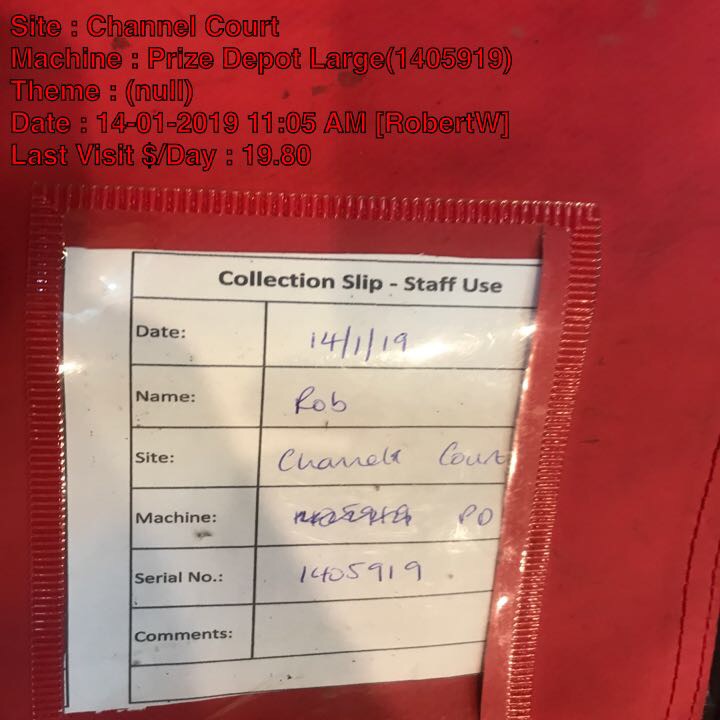 Site : Channel Court
Machine : Prize Depot Large(1405919)
Theme : (null)
Date : 14-01-2019 11:05 AM [RobertW]
Last Visit $/Day : 19.80
Collection Slip - Staff Use
Date: 14/1/19
Name: Rob
Site: Channel Court
Machine: PD
Serial No.: 1405919
Comments: